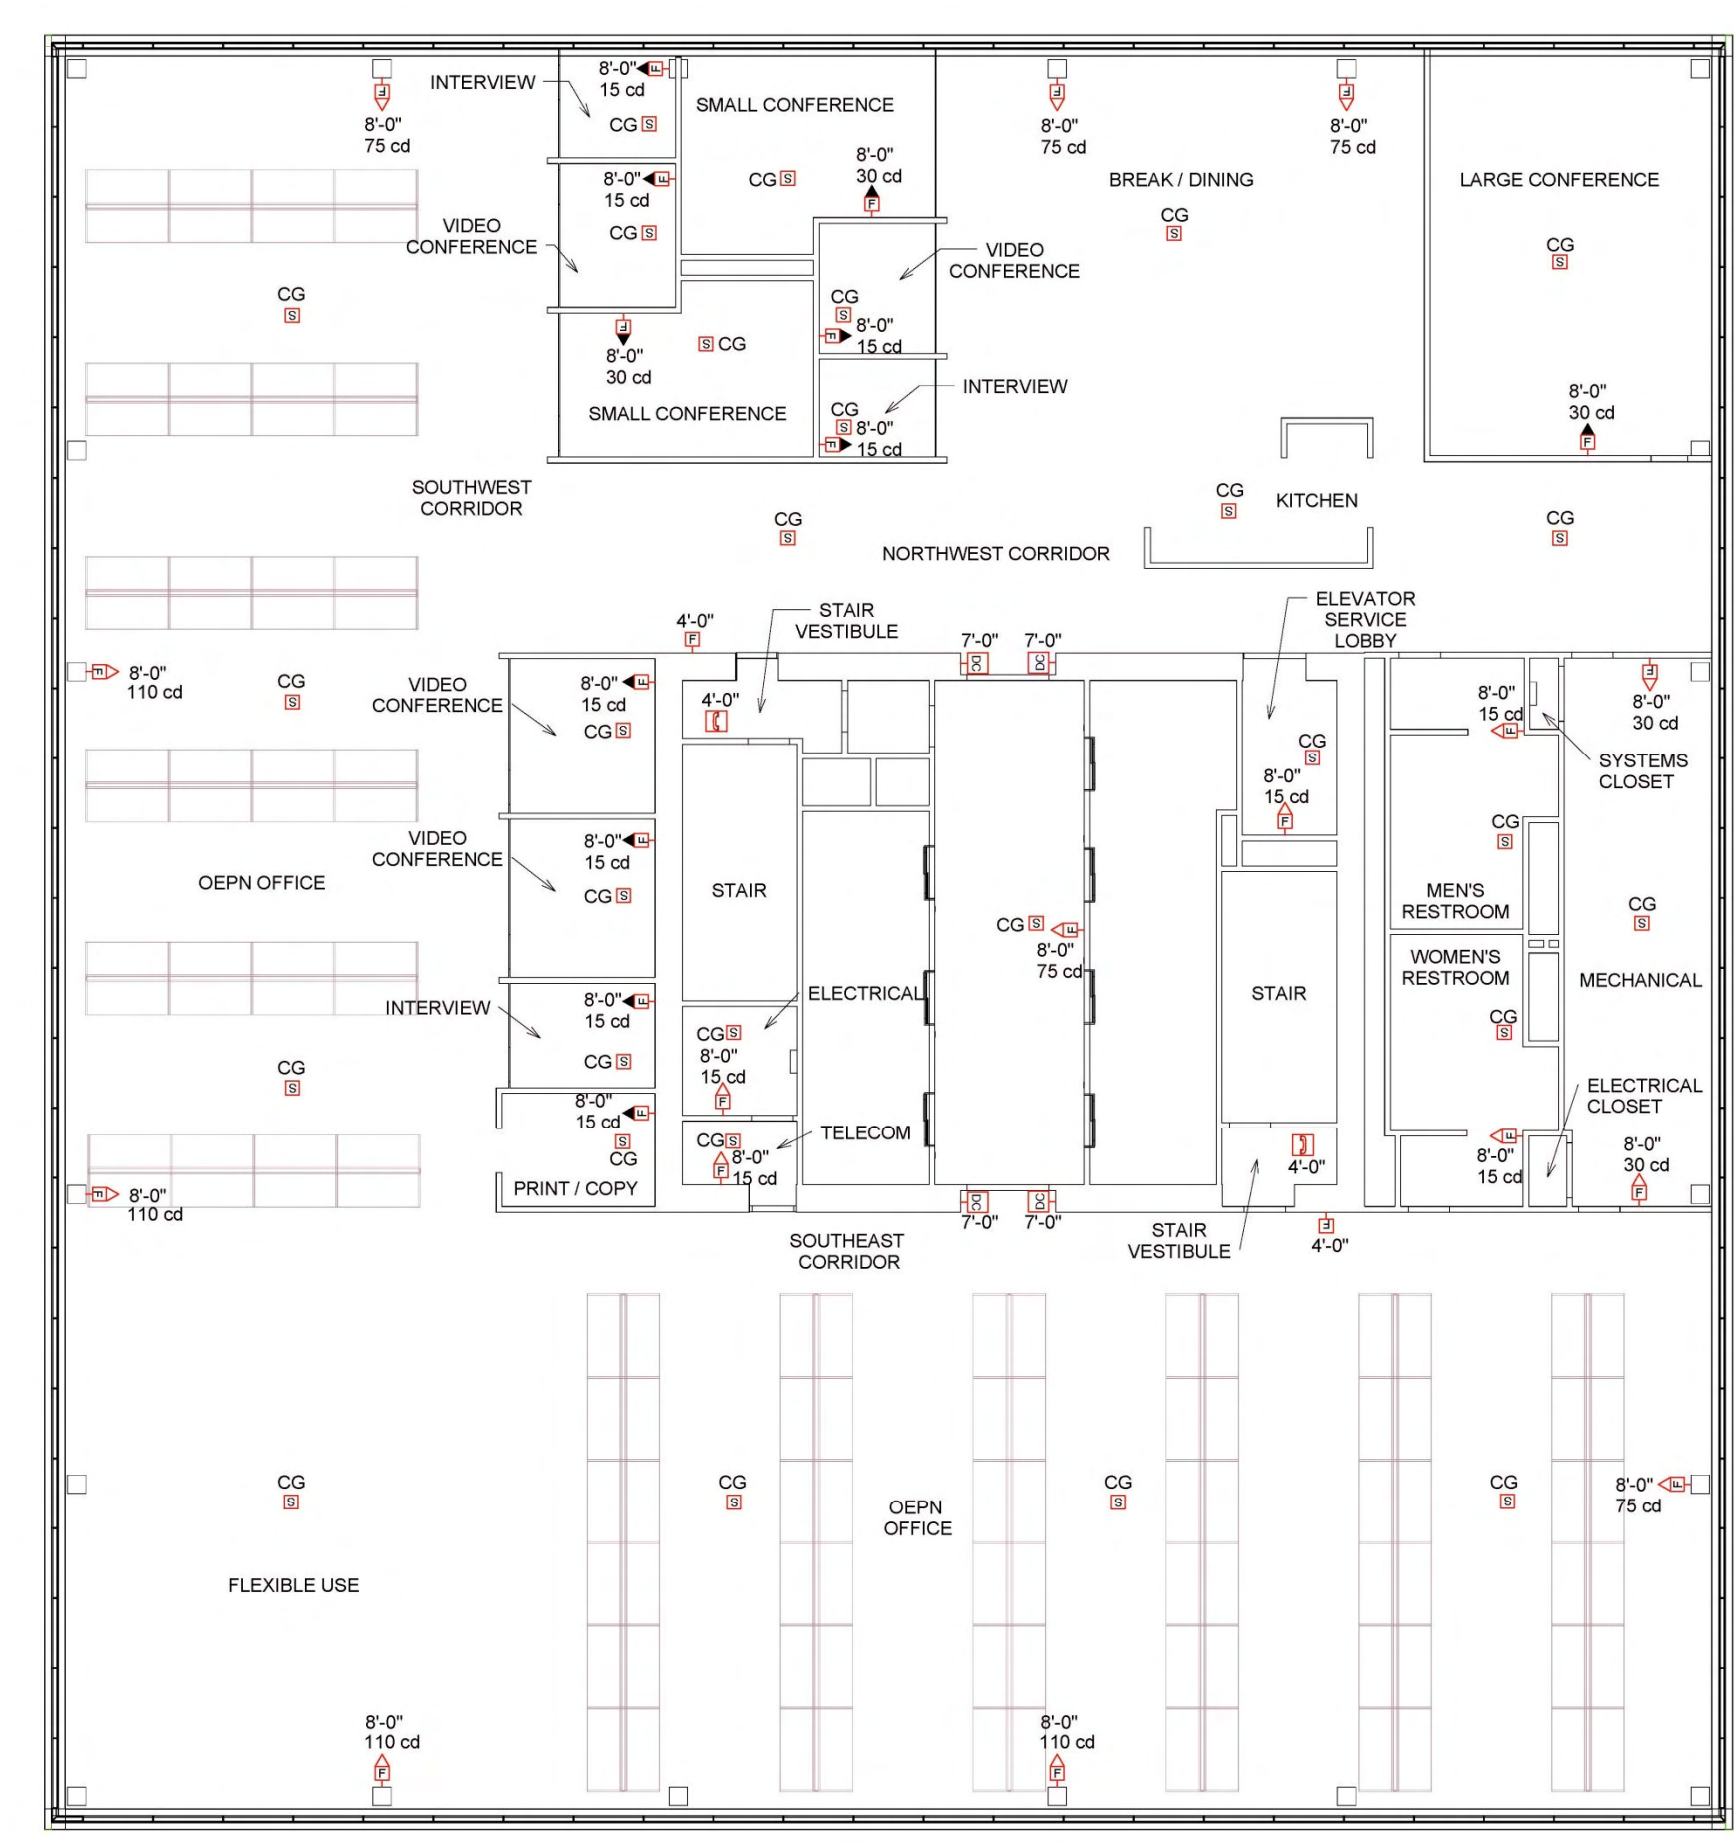 INTERVIEW
8'-0"
15 cd
CG S
F
SMALL CONFERENCE
CG S
8'-0"
30 cd
F
F
8'-0"
75 cd
F
8'-0"
75 cd
F
8'-0"
75 cd
BREAK / DINING
CG
S
LARGE CONFERENCE
CG
S
8'-0"
30 cd
F
VIDEO
CONFERENCE
8'-0"
15 cd
F
CG S
VIDEO
CONFERENCE
CG
S
F
8'-0"
15 cd
CG
S
F
8'-0"
30 cd
S CG
SMALL CONFERENCE
INTERVIEW
CG
S
8'-0"
F
15 cd
SOUTHWEST
CORRIDOR
CG
S
NORTHWEST CORRIDOR
CG
S
KITCHEN
CG
S
4'-0"
F
STAIR
VESTIBULE
7'-0"
7'-0"
DC
DC
ELEVATOR
SERVICE
LOBBY
F
8'-0"
110 cd
CG
S
VIDEO
CONFERENCE
8'-0"
15 cd
F
CG S
4'-0"
CG
S
8'-0"
15 cd
F
8'-0"
15 cd
F
F
8'-0"
30 cd
SYSTEMS
CLOSET
VIDEO
CONFERENCE
8'-0"
15 cd
F
CG S
OEPN OFFICE
STAIR
CG S
F
8'-0"
75 cd
CG
S
MEN'S
RESTROOM
CG
S
WOMEN'S
RESTROOM
MECHANICAL
CG
S
INTERVIEW
8'-0"
15 cd
F
CG S
ELECTRICAL
CG S
8'-0"
15 cd
F
STAIR
CG
S
ELECTRICAL
CLOSET
8'-0"
15 cd
F
S
CG
PRINT / COPY
CG S
TELECOM
8'-0"
F
15 cd
4'-0"
F
8'-0"
15 cd
8'-0"
30 cd
F
F
8'-0"
110 cd
DC
DC
7'-0"
7'-0"
SOUTHEAST
CORRIDOR
STAIR
VESTIBULE
F
4'-0"
CG
S
CG
S
CG
S
CG
S
8'-0"
75 cd
F
OEPN
OFFICE
FLEXIBLE USE
8'-0"
110 cd
F
8'-0"
110 cd
F